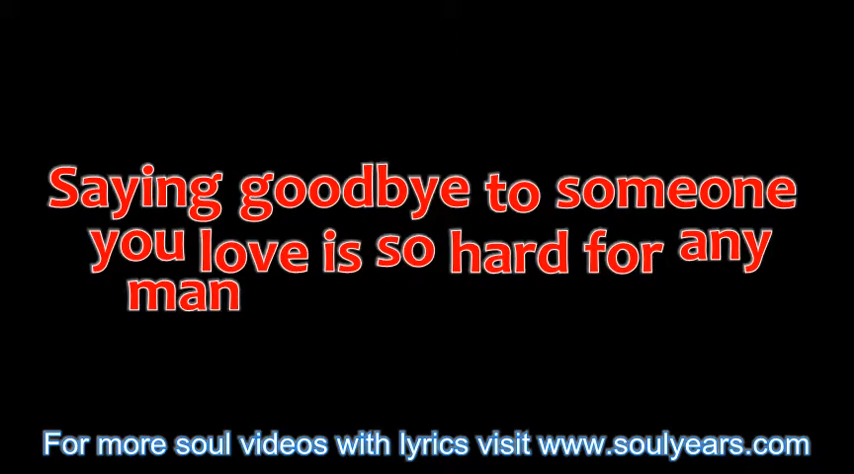 Saying goodbye to someone
you love is so hard for any
man
For more soul videos with lyrics visit www.soulyears.com